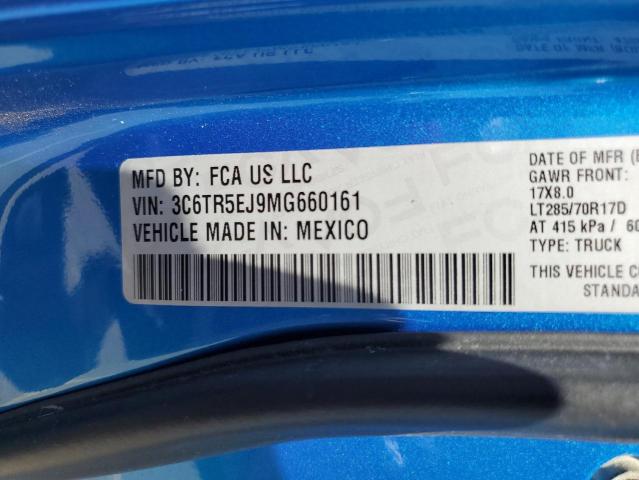 MFD BY: FCA US LLC
VIN: 3C6TR5EJ9MG660161
VEHICLE MADE IN: MEXICO
DATE OF MFR
GAWR FRONT:
17X8.0
LT285/70R17D
AT 415 kPa / 60
TYPE: TRUCK
THIS VEHICLE
STANDA